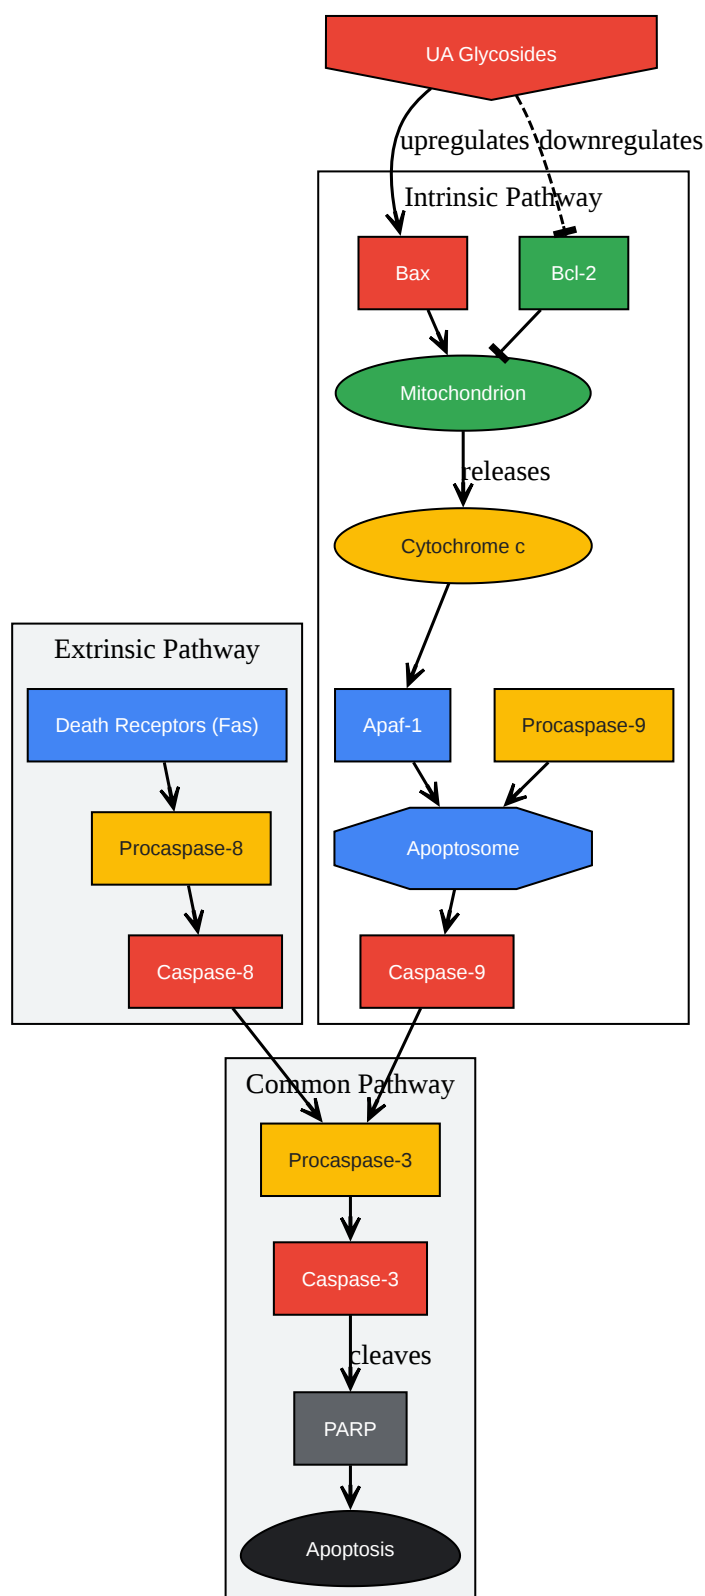 UA Glycosides
upregulates
downregulates
Intrinsic Pathway
Bax
Bcl-2
Mitochondrion
releases
Cytochrome c
Extrinsic Pathway
Death Receptors (Fas)
Apaf-1
Procaspase-9
Procaspase-8
Apoptosome
Caspase-8
Caspase-9
Common Pathway
Procaspase-3
Caspase-3
cleaves
PARP
Apoptosis